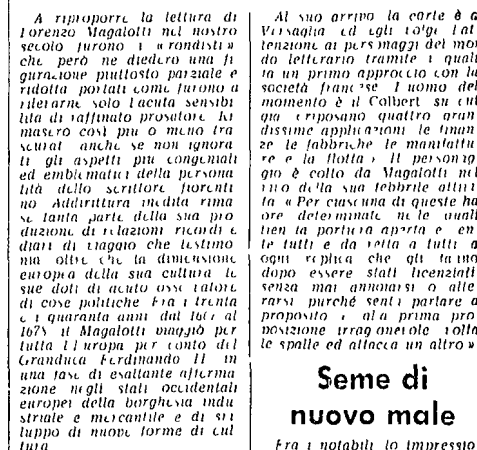 A riproporre la lettura di
Lorenzo Magalotti nel nostro
secolo furono i « rondisti »
che però ne diedero una fi
gurazione piuttosto parziale e
ridotta portati come furono a
rilevarne solo l acuta sensibi
lità di raffinato prosatore Ri
masero così più o meno tra
scurati anche se non ignora
ti gli aspetti più congeniali
ed emblematici della persona
lità dello scrittore fiorenti
no Addirittura inedita rima
se tanta parte della sua pro
duzione di relazioni ricordi e
diari di viaggio che testimo
nia oltre che la dimensione
europea della sua cultura le
sue doti di acuto osservatore
di cose politiche Fra i trenta
e i quaranta anni dal 1667 al
1675 il Magalotti viaggiò per
tutta l Europa per conto del
Granduca Ferdinando II in
una fase di esaltante afferma
zione negli stati occidentali
europei della borghesia indu
striale e mercantile e di svi
luppo di nuove forme di cul
tura
Al suo arrivo la corte è a
Versaglia ed egli volge l at
tenzione ai personaggi del mon
do letterario tramite i quali
fa un primo approccio con la
società francese L uomo del
momento è il Colbert su cui
già « riposano quattro gran
dissime applicazioni le finan
ze le fabbriche le manifattu
re e la flotta » Il personag
gio è colto da Magalotti nel
vivo della sua febbrile attivi
tà « Per ciascuna di queste ha
ore determinate nelle quali
tien la portiera aperta e en
te tutti e dà retta a tutti a
ogni replica che gli fanno
dopo essere stati licenziati
senza mai annoiarsi o alte
rarsi purché senta parlare a
proposito alla prima pro
posizione irragionevole volta
le spalle ed attacca un altro »
Seme di
nuovo male
Fra i notabili lo impressio